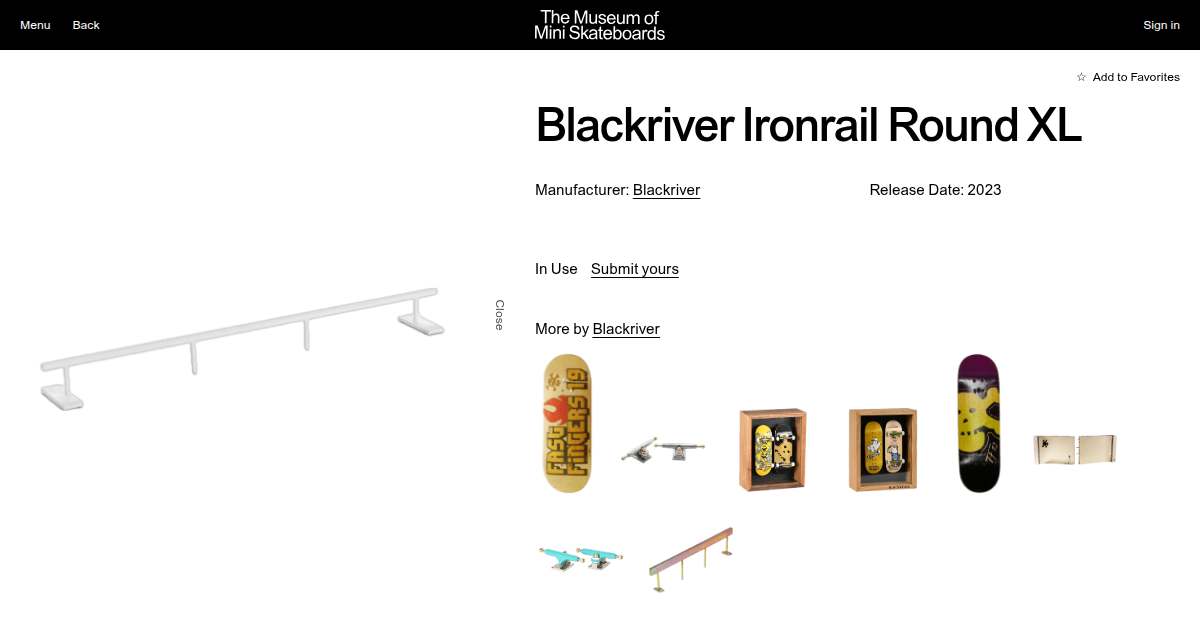 Menu
Back
The Museum of
Mini Skateboards
Sign in
☆ Add to Favorites
Blackriver Ironrail Round XL
Manufacturer: Blackriver
Release Date: 2023
In Use Submit yours
Close
More by Blackriver
FAST
FINGERS 19